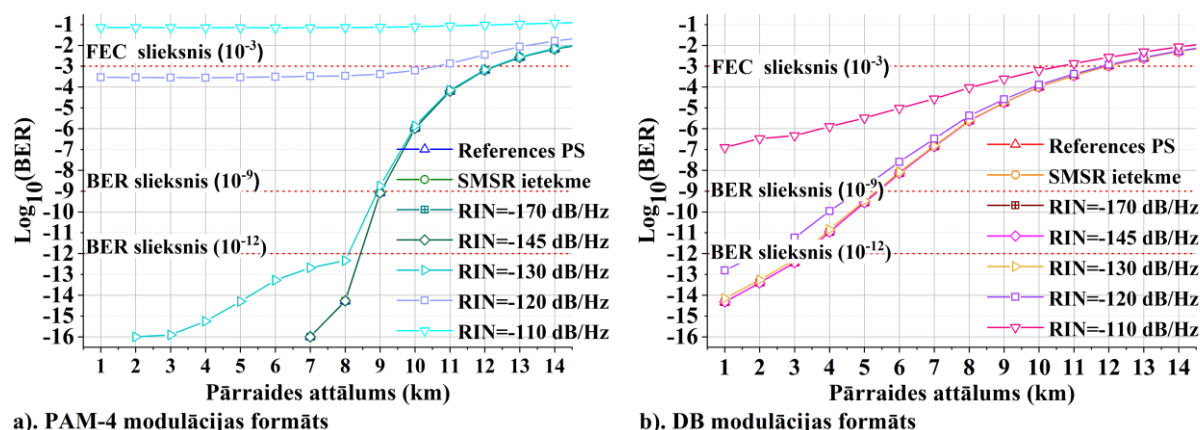 -1
-2
-3
-4
-5
-6
-7
-8
-9
-10
-11
-12
-13
-14
-15
-16
Log10(BER)
FEC slieksnis (10-3)
BER slieksnis (10-9)
BER slieksnis (10-12)
References PS
SMSR ietekme
RIN=-170 dB/Hz
RIN=-145 dB/Hz
RIN=-130 dB/Hz
RIN=-120 dB/Hz
RIN=-110 dB/Hz
1 2 3 4 5 6 7 8 9 10 11 12 13 14
Pārraides attālums (km)
a). PAM-4 modulācijas formāts
-1
-2
-3
-4
-5
-6
-7
-8
-9
-10
-11
-12
-13
-14
-15
-16
Log10(BER)
FEC slieksnis (10-3)
BER slieksnis (10-9)
BER slieksnis (10-12)
References PS
SMSR ietekme
RIN=-170 dB/Hz
RIN=-145 dB/Hz
RIN=-130 dB/Hz
RIN=-120 dB/Hz
RIN=-110 dB/Hz
1 2 3 4 5 6 7 8 9 10 11 12 13 14
Pārraides attālums (km)
b). DB modulācijas formāts